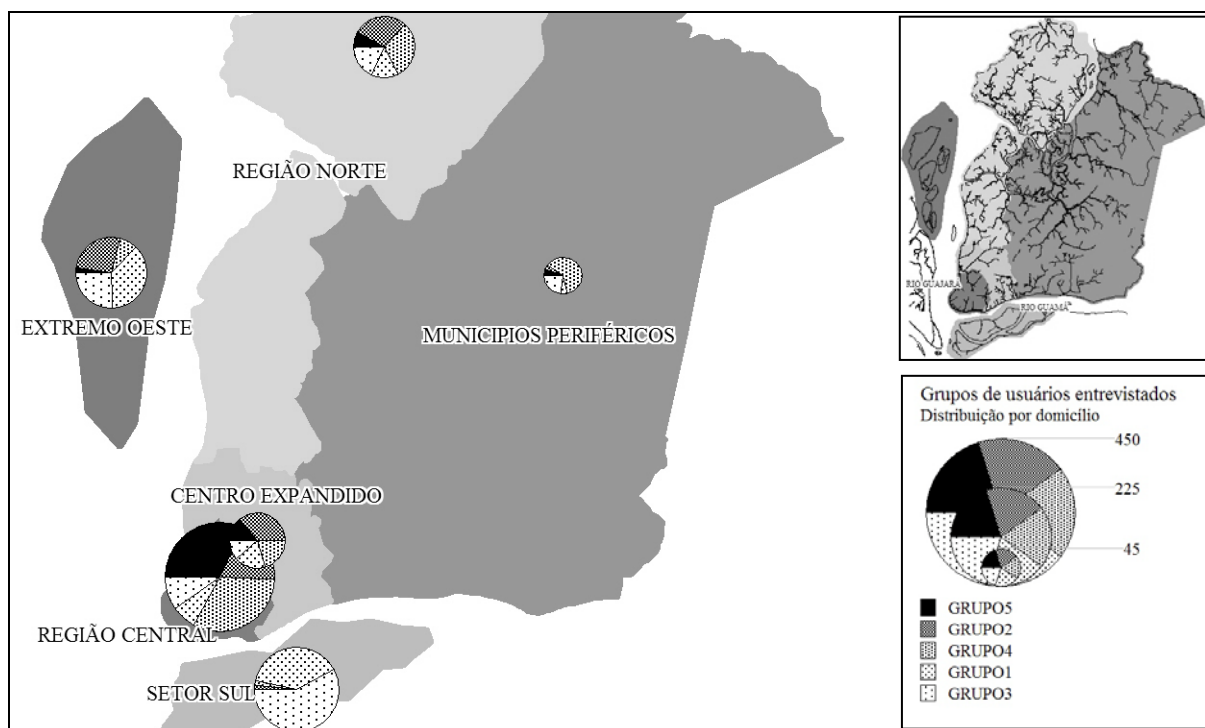 REGIÃO NORTE
EXTREMO OESTE
MUNICIPIOS PERIFÉRICOS
CENTRO EXPANDIDO
REGIÃO CENTRAL
SETOR SUL
RIO GUAJARÁ
RIO GUAMÁ
Grupos de usuários entrevistados
Distribuição por domicílio
450
225
45
GRUPO5
GRUPO2
GRUPO4
GRUPO1
GRUPO3